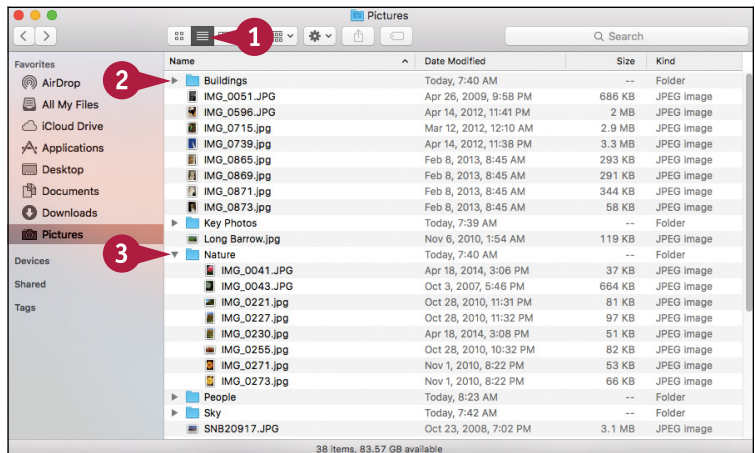 Pictures
1
Search
Favorites
AirDrop
All My Files
iCloud Drive
Applications
Desktop
Documents
Downloads
Pictures
Devices
Shared
Tags
Name Date Modified Size Kind
2
Buildings Today, 7:40 AM -- Folder
IMG_0051.JPG Apr 26, 2009, 9:58 PM 686 KB JPEG image
IMG_0596.JPG Apr 14, 2012, 11:41 PM 2 MB JPEG image
IMG_0715.jpg Mar 12, 2012, 12:10 AM 2.9 MB JPEG image
IMG_0739.jpg Apr 14, 2012, 11:38 PM 3.3 MB JPEG image
IMG_0865.jpg Feb 8, 2013, 8:45 AM 293 KB JPEG image
IMG_0869.jpg Feb 8, 2013, 8:45 AM 291 KB JPEG image
IMG_0871.jpg Feb 8, 2013, 8:45 AM 344 KB JPEG image
IMG_0873.jpg Feb 8, 2013, 8:45 AM 58 KB JPEG image
Key Photos Today, 7:39 AM -- Folder
Long Barrow.jpg Nov 6, 2010, 1:54 AM 119 KB JPEG image
3
Nature Today, 7:40 AM -- Folder
IMG_0041.JPG Apr 18, 2014, 3:06 PM 37 KB JPEG image
IMG_0043.JPG Oct 3, 2007, 5:46 PM 664 KB JPEG image
IMG_0221.jpg Oct 28, 2010, 11:31 PM 81 KB JPEG image
IMG_0227.jpg Oct 28, 2010, 11:32 PM 97 KB JPEG image
IMG_0230.jpg Apr 18, 2014, 3:08 PM 51 KB JPEG image
IMG_0255.jpg Oct 28, 2010, 10:32 PM 82 KB JPEG image
IMG_0271.jpg Nov 1, 2010, 8:22 PM 53 KB JPEG image
IMG_0273.jpg Nov 1, 2010, 8:22 PM 66 KB JPEG image
People Today, 8:23 AM -- Folder
Sky Today, 7:42 AM -- Folder
SNB20917.JPG Oct 23, 2008, 7:02 PM 3.1 MB JPEG image
38 items, 83.57 GB available